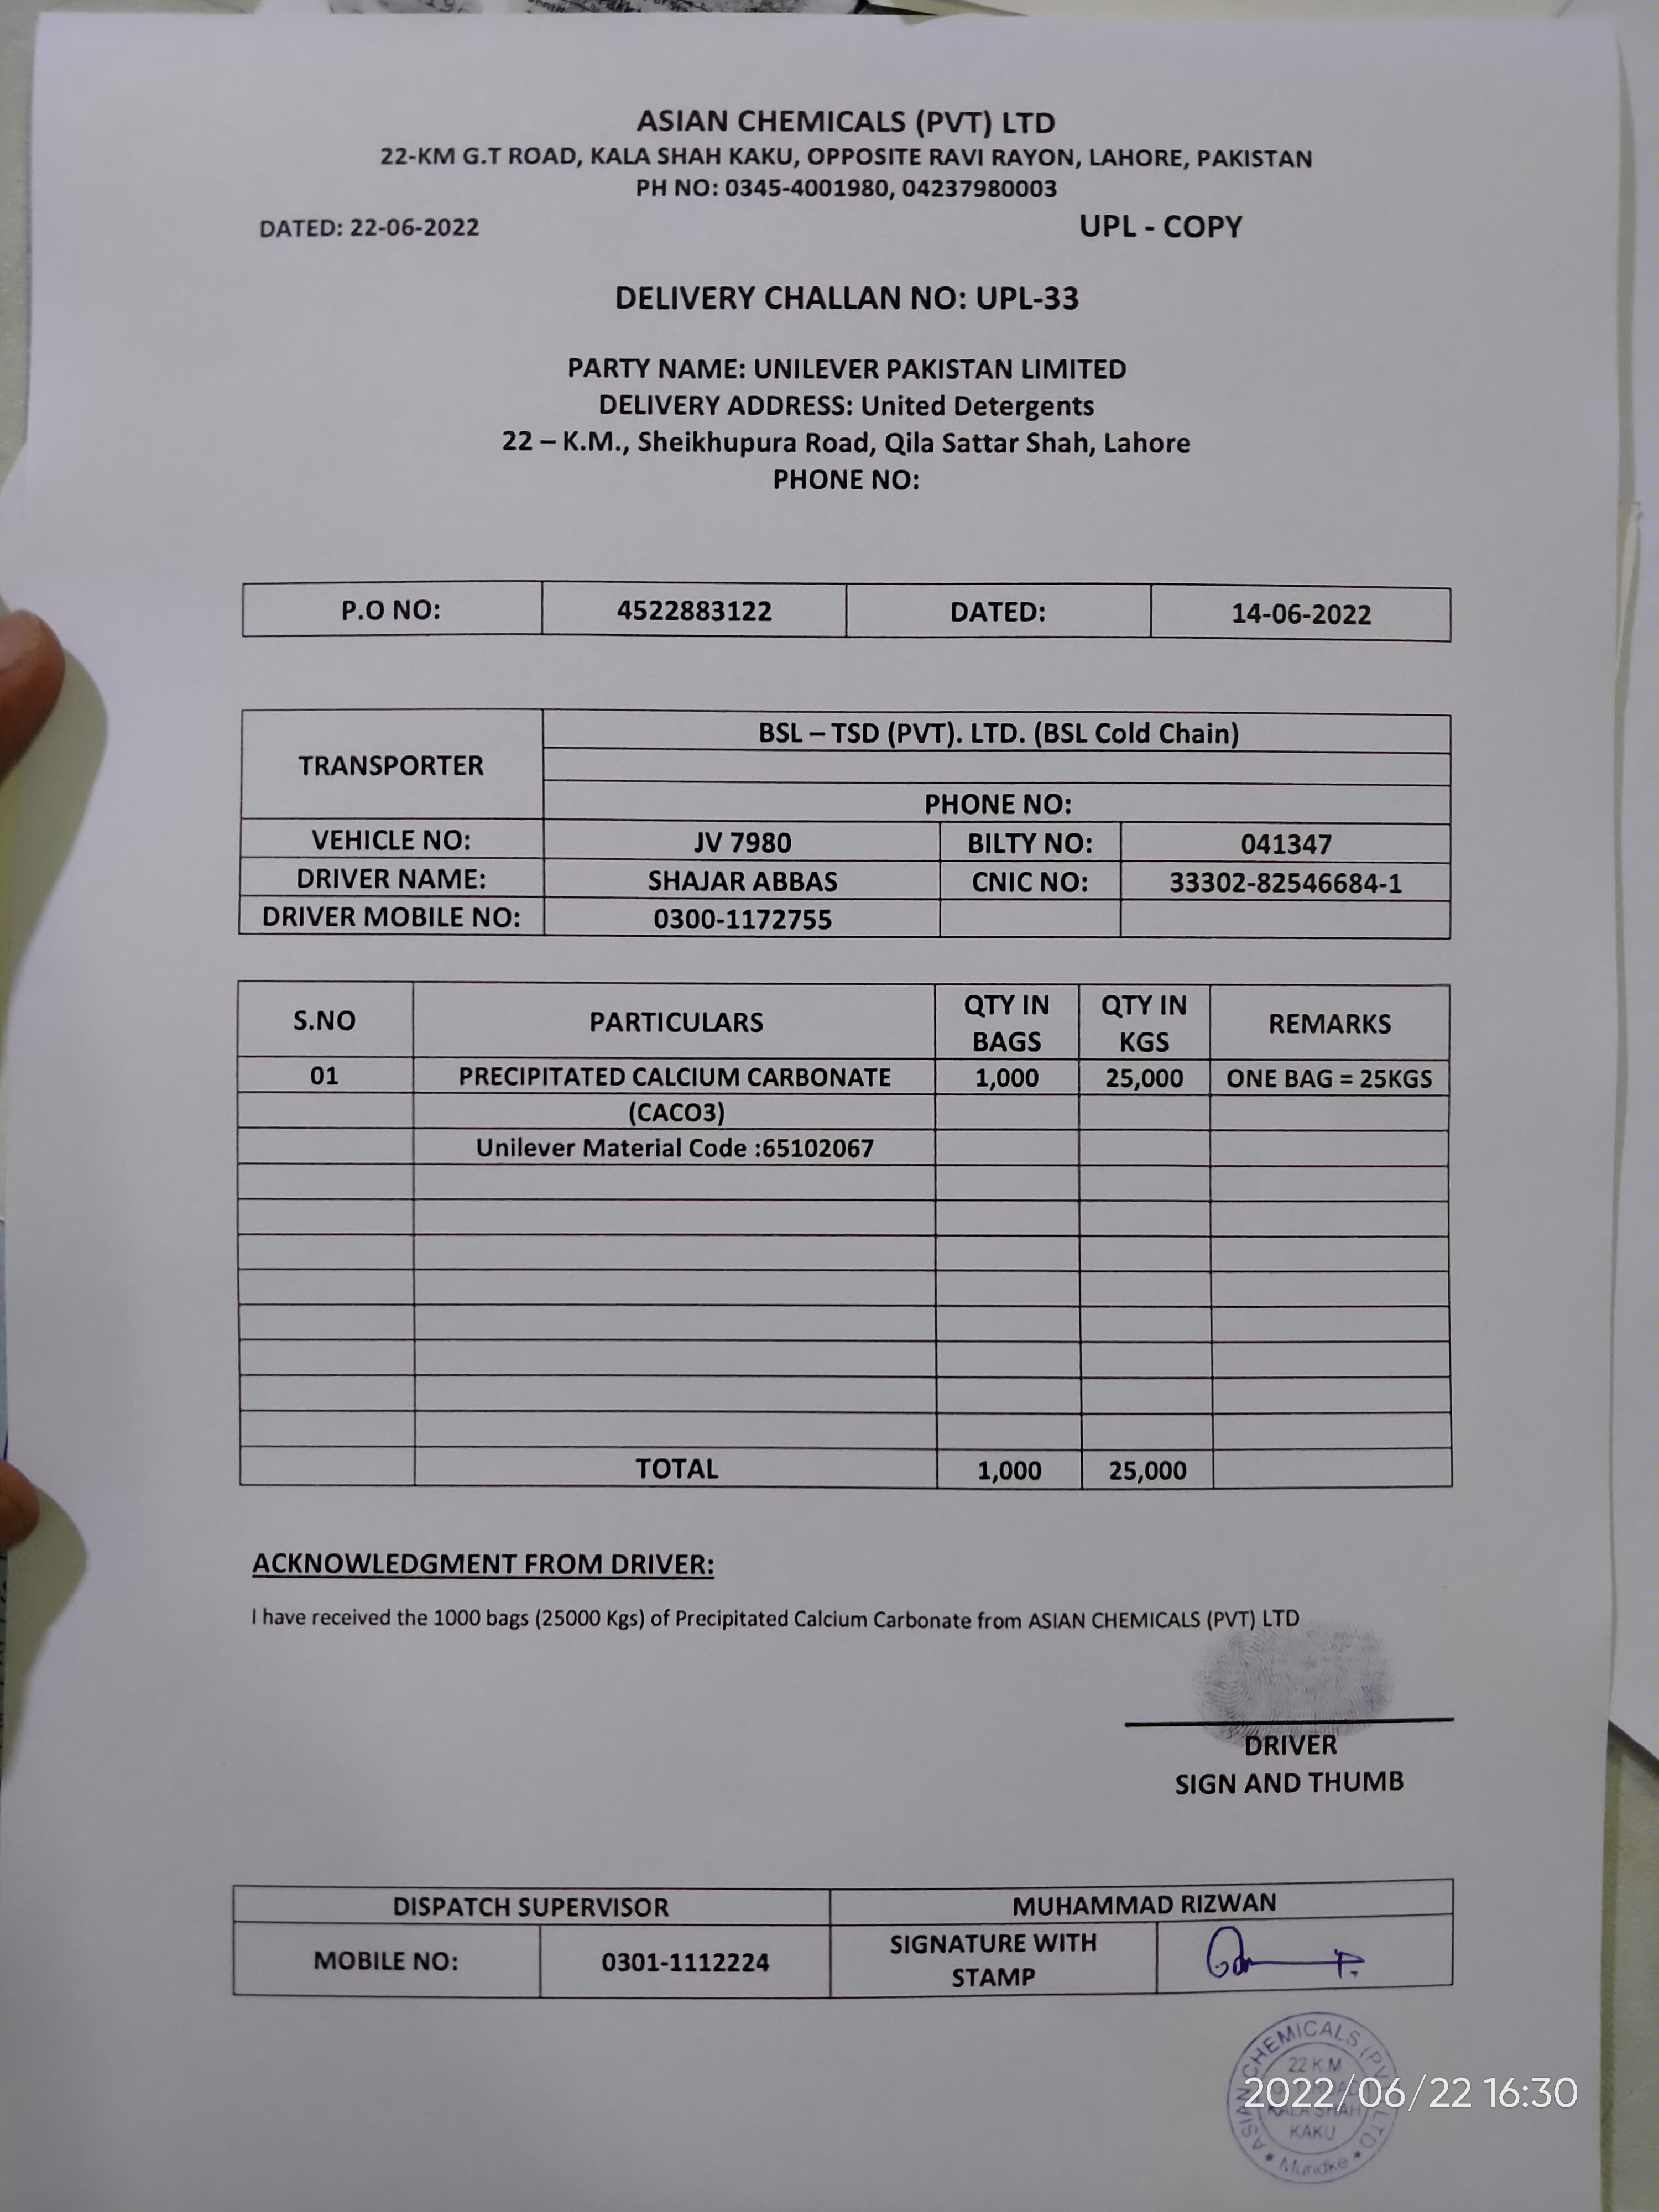 ASIAN CHEMICALS (PVT) LTD
22-KM G.T ROAD, KALA SHAH KAKU, OPPOSITE RAVI RAYON, LAHORE, PAKISTAN
PH NO: 0345-4001980, 04237980003
DATED: 22-06-2022 UPL - COPY
DELIVERY CHALLAN NO: UPL-33
PARTY NAME: UNILEVER PAKISTAN LIMITED
DELIVERY ADDRESS: United Detergents
22 – K.M., Sheikhupura Road, Qila Sattar Shah, Lahore
PHONE NO:
P.O NO: 4522883122 DATED: 14-06-2022
TRANSPORTER BSL – TSD (PVT). LTD. (BSL Cold Chain)
PHONE NO:
VEHICLE NO: JV 7980 BILTY NO: 041347
DRIVER NAME: SHAJAR ABBAS CNIC NO: 33302-82546684-1
DRIVER MOBILE NO: 0300-1172755
S.NO PARTICULARS QTY IN BAGS QTY IN KGS REMARKS
01 PRECIPITATED CALCIUM CARBONATE 1,000 25,000 ONE BAG = 25KGS
(CACO3)
Unilever Material Code :65102067
TOTAL 1,000 25,000
ACKNOWLEDGMENT FROM DRIVER:
I have received the 1000 bags (25000 Kgs) of Precipitated Calcium Carbonate from ASIAN CHEMICALS (PVT) LTD
DRIVER
SIGN AND THUMB
DISPATCH SUPERVISOR MUHAMMAD RIZWAN
MOBILE NO: 0301-1112224 SIGNATURE WITH STAMP
ASIAN CHEMICALS (PVT) LTD
22 K.M
KALA SHAH
KAKU
Muridke
2022/06/22 16:30